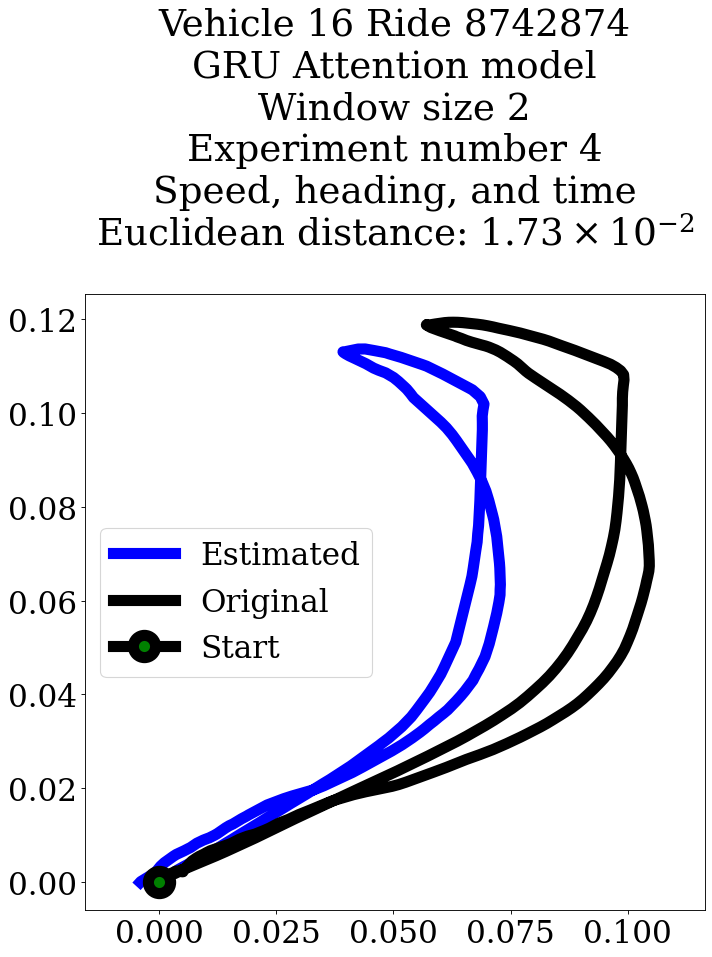 Vehicle 16 Ride 8742874
GRU Attention model
Window size 2
Experiment number 4
Speed, heading, and time
Euclidean distance: 1.73 × 10⁻²
0.12
0.10
0.08
0.06
0.04
0.02
0.00
Estimated
Original
Start
0.000 0.025 0.050 0.075 0.100